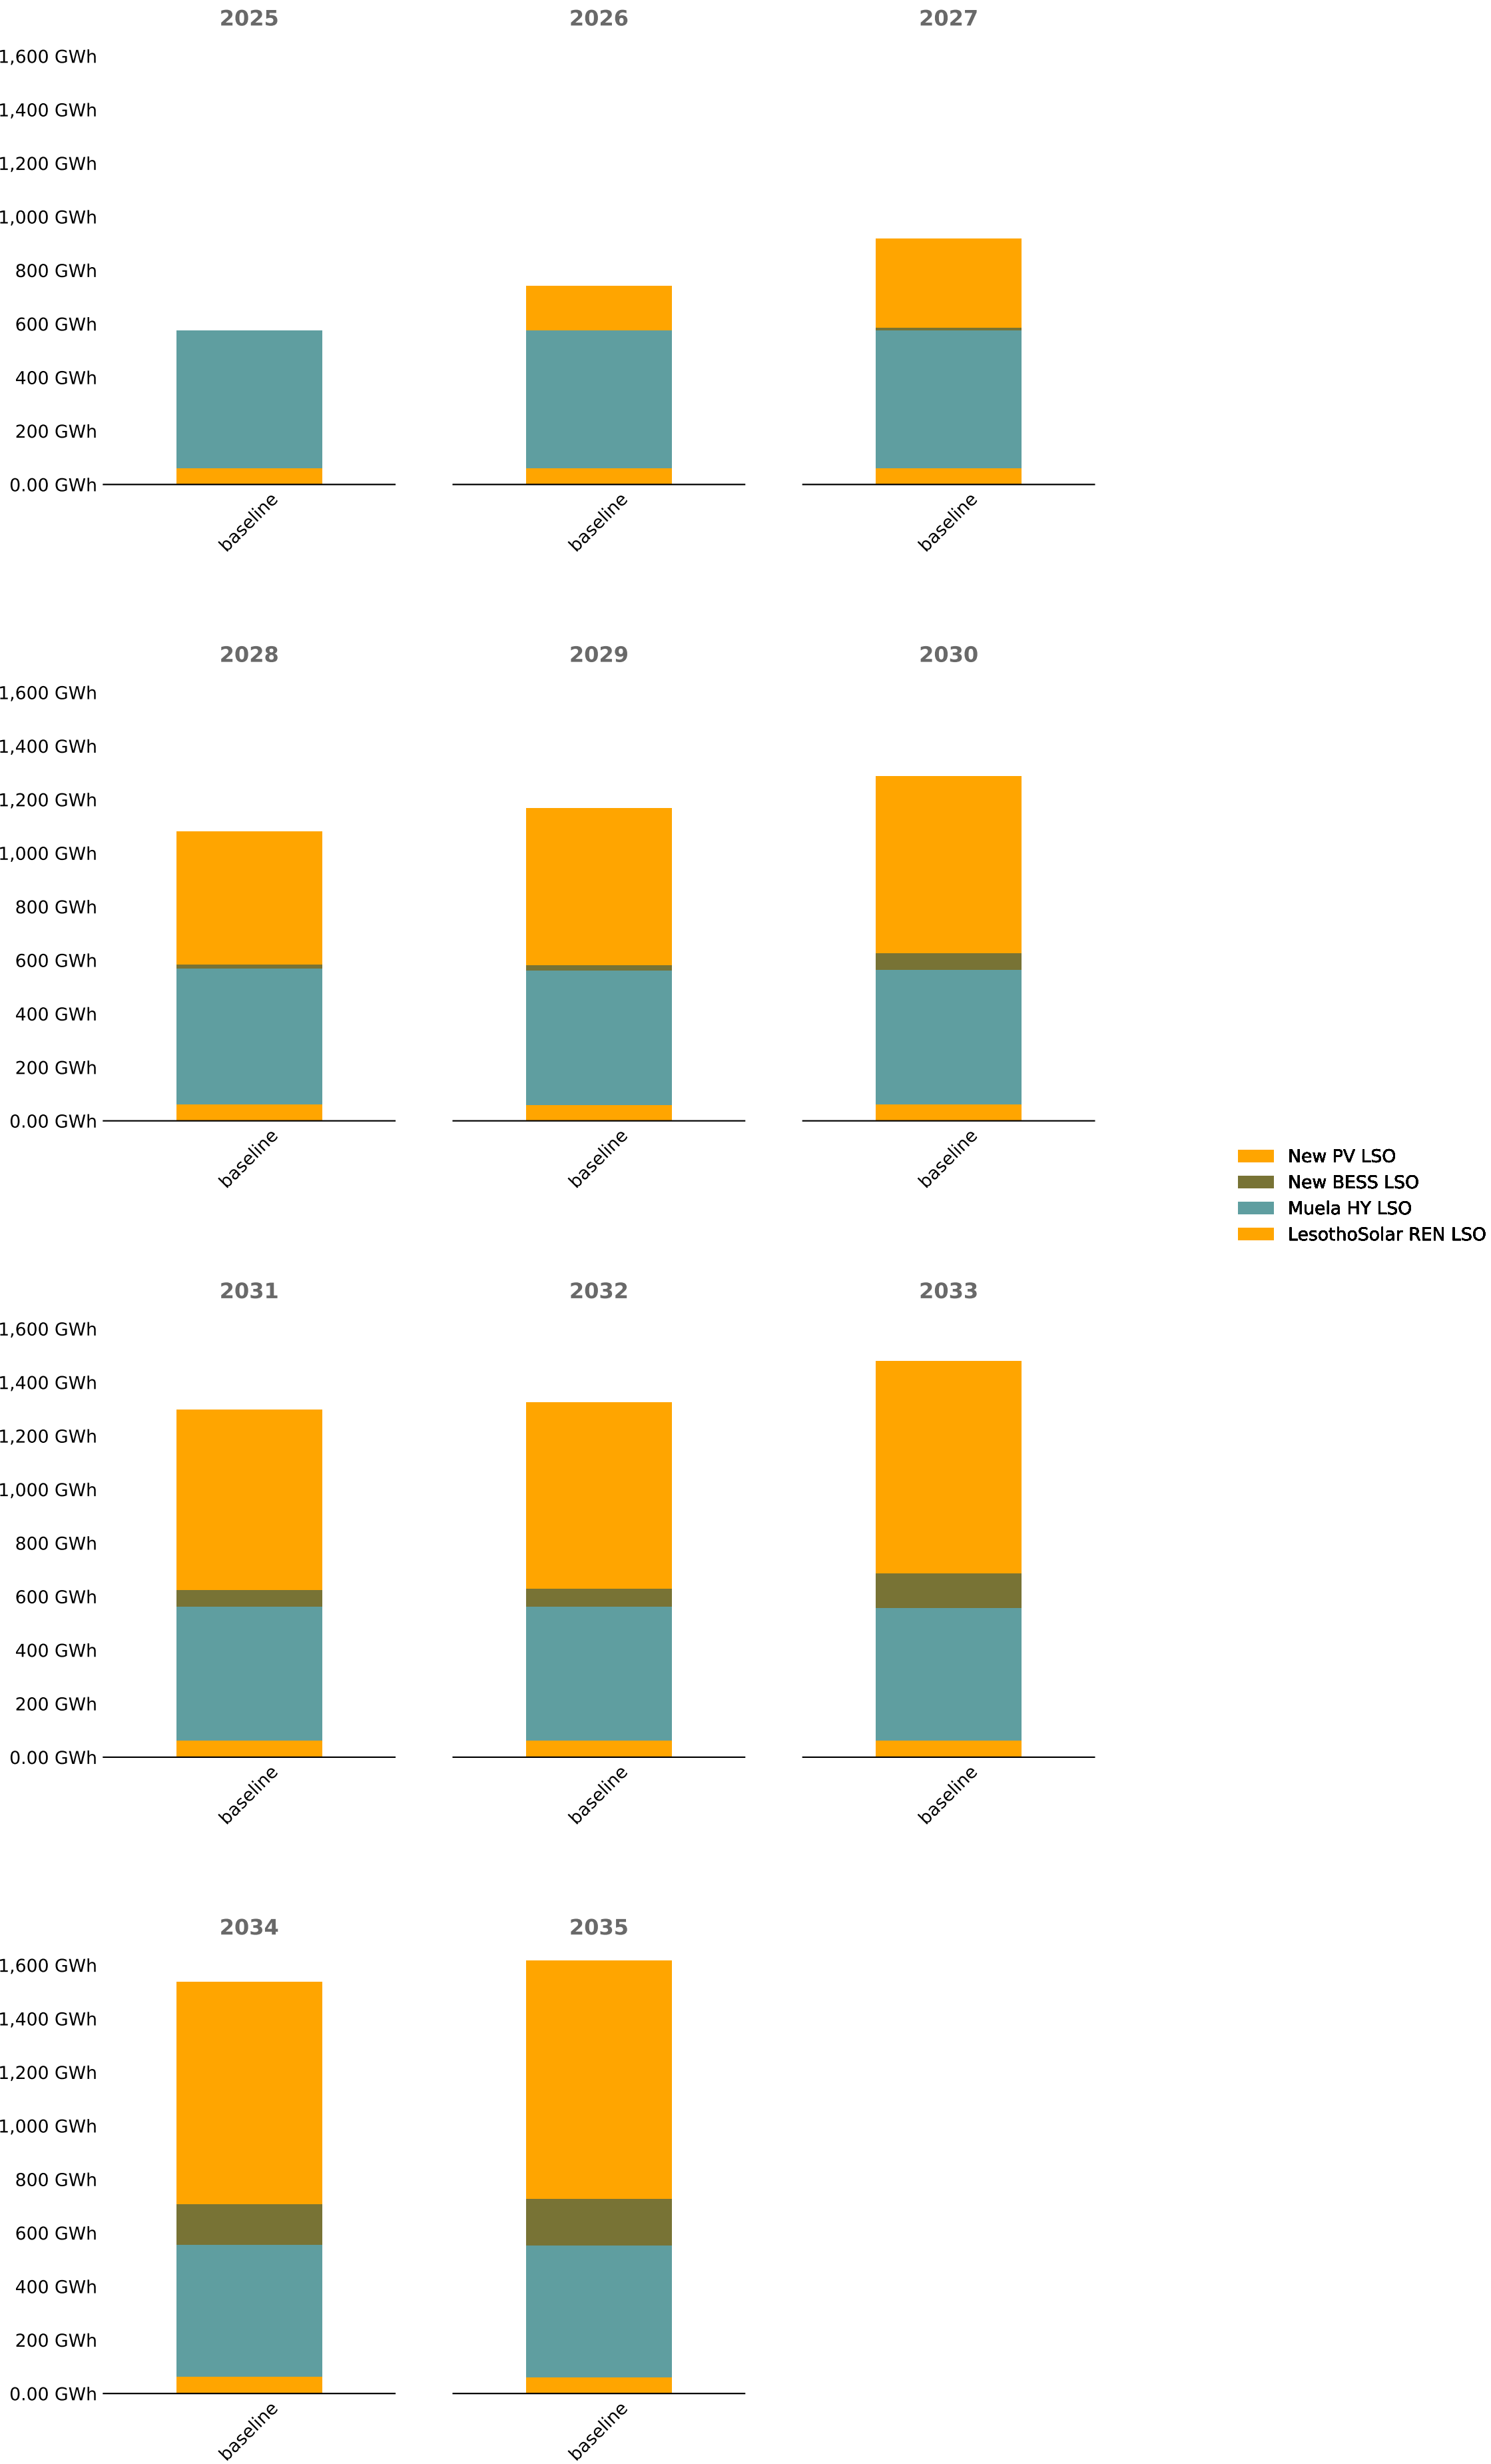 2025
2026
2027
1,600 GWh
1,400 GWh
1,200 GWh
1,000 GWh
800 GWh
600 GWh
400 GWh
200 GWh
0.00 GWh
baseline
baseline
baseline
2028
2029
2030
1,600 GWh
1,400 GWh
1,200 GWh
1,000 GWh
800 GWh
600 GWh
400 GWh
200 GWh
0.00 GWh
baseline
baseline
baseline
New PV LSO
New BESS LSO
Muela HY LSO
LesothoSolar REN LSO
2031
2032
2033
1,600 GWh
1,400 GWh
1,200 GWh
1,000 GWh
800 GWh
600 GWh
400 GWh
200 GWh
0.00 GWh
baseline
baseline
baseline
2034
2035
1,600 GWh
1,400 GWh
1,200 GWh
1,000 GWh
800 GWh
600 GWh
400 GWh
200 GWh
0.00 GWh
baseline
baseline